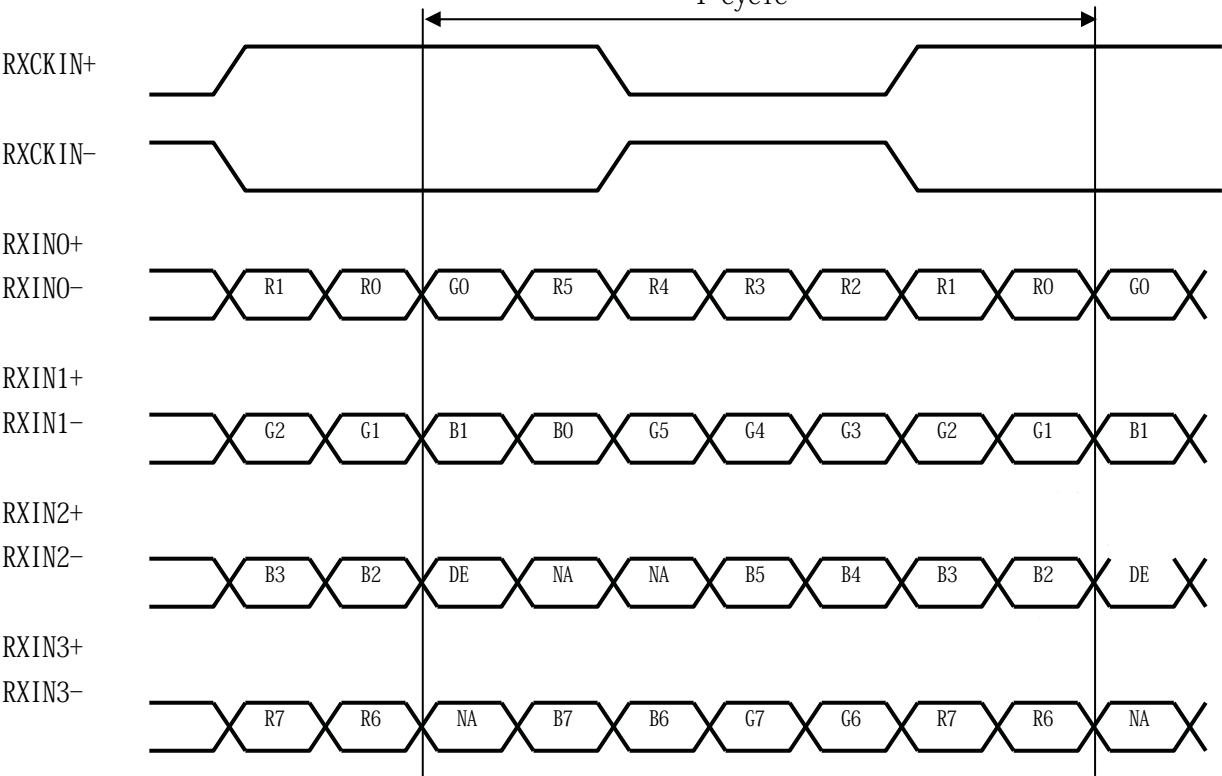 1 cycle
RXCKIN+
RXCKIN-
RXIN0+
RXIN0-
R1 R0 G0 R5 R4 R3 R2 R1 R0 G0
RXIN1+
RXIN1-
G2 G1 B1 B0 G5 G4 G3 G2 G1 B1
RXIN2+
RXIN2-
B3 B2 DE NA NA B5 B4 B3 B2 DE
RXIN3+
RXIN3-
R7 R6 NA B7 B6 G7 G6 R7 R6 NA